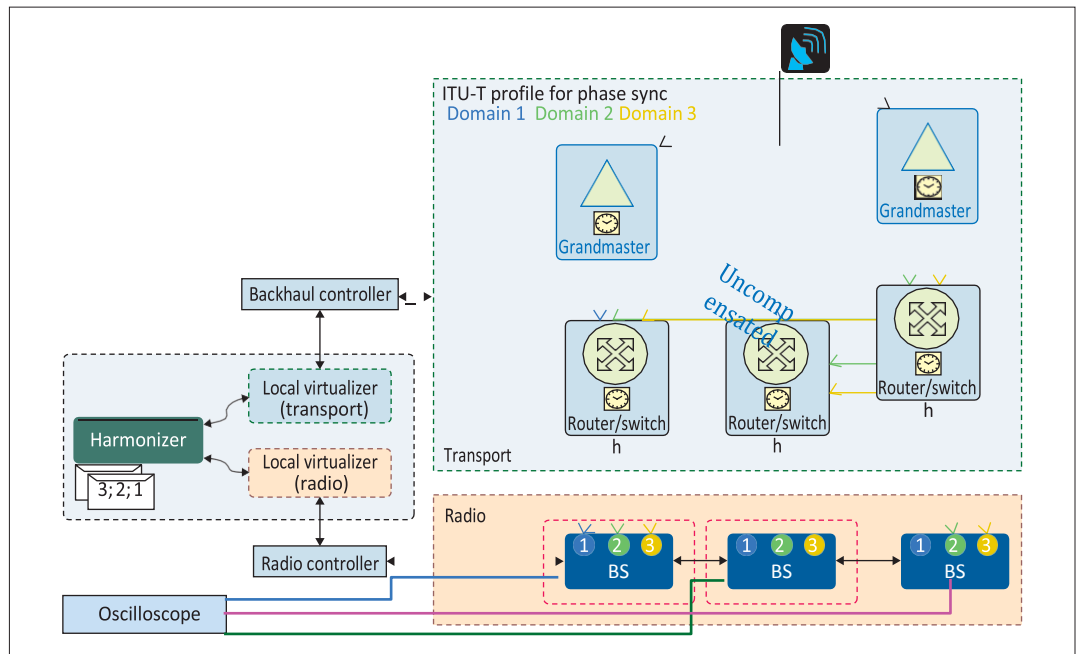 ITU-T profile for phase sync
Domain 1 Domain 2 Domain 3
Grandmaster
Grandmaster
Uncomp
ensated
Backhaul controller
Router/switch
h
Router/switch
h
Router/switch
h
Transport
Local virtualizer
(transport)
Harmonizer
3; 2; 1
Local virtualizer
(radio)
Radio controller
Radio
1 2 3
BS
1 2 3
BS
1 2 3
BS
Oscilloscope